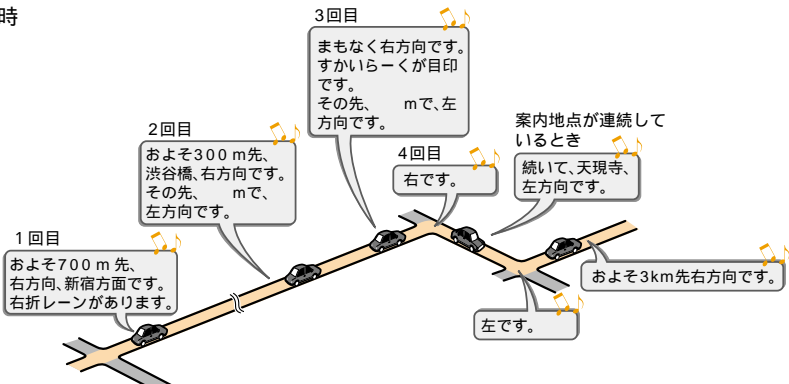 時
3回目
まもなく右方向です。
すかいらーくが目印
です。
その先、　　mで、左
方向です。
2回目
およそ300 m先、
渋谷橋、右方向です。
その先、　　mで、
左方向です。
4回目
右です。
案内地点が連続して
いるとき
続いて、天現寺、
左方向です。
1回目
およそ700 m 先、
右方向、新宿方面です。
右折レーンがあります。
およそ3km先右方向です。
左です。